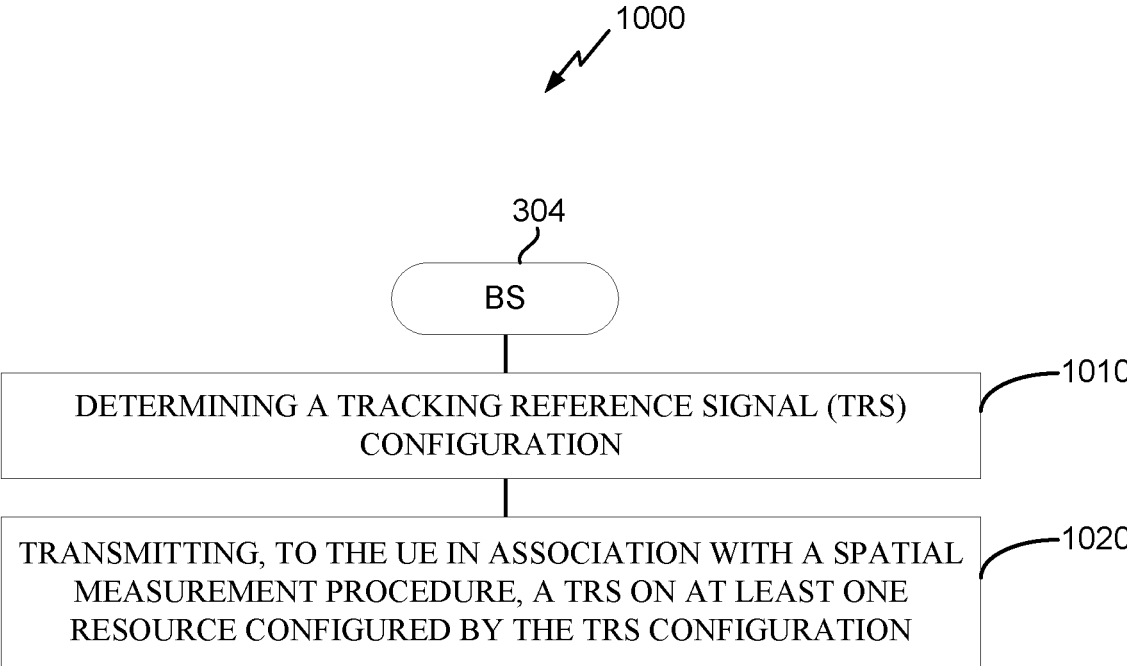 1000
304
BS
1010
DETERMINING A TRACKING REFERENCE SIGNAL (TRS)
CONFIGURATION
1020
TRANSMITTING, TO THE UE IN ASSOCIATION WITH A SPATIAL
MEASUREMENT PROCEDURE, A TRS ON AT LEAST ONE
RESOURCE CONFIGURED BY THE TRS CONFIGURATION